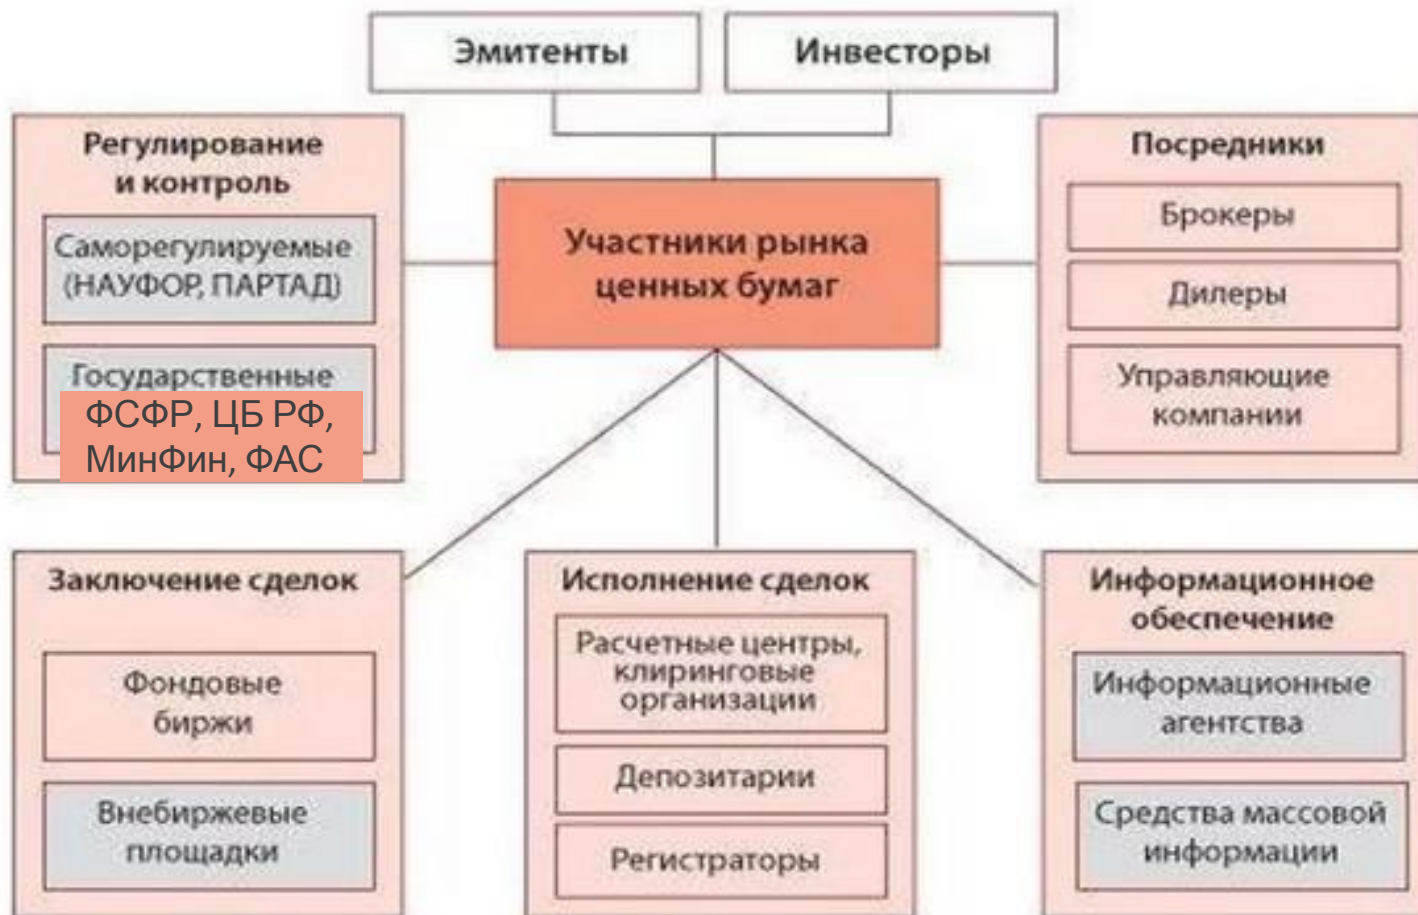 Эмитенты
Инвесторы
Регулирование
и контроль
Саморегулируемые
(НАУФОР, ПАРТАД)
Государственные
ФСФР, ЦБ РФ,
МинФин, ФАС
Участники рынка
ценных бумаг
Посредники
Брокеры
Дилеры
Управляющие
компании
Заключение сделок
Фондовые
биржи
Внебиржевые
площадки
Исполнение сделок
Расчетные центры,
клиринговые
организации
Депозитарии
Регистраторы
Информационное
обеспечение
Информационные
агентства
Средства массовой
информации